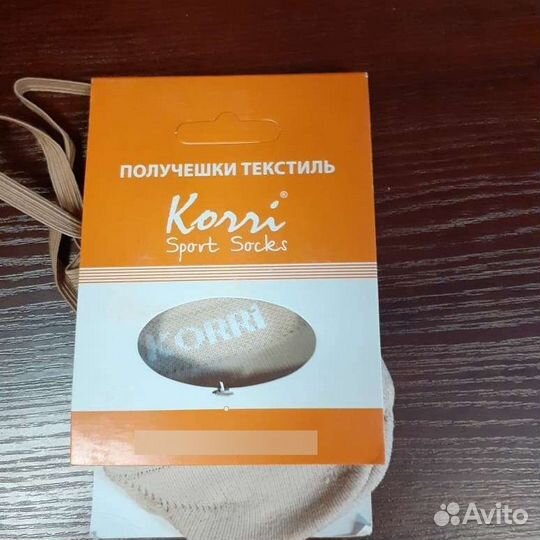 ПОЛУЧЕШКИ ТЕКСТИЛЬ
Korri®
Sport Socks
KORRi
Avito